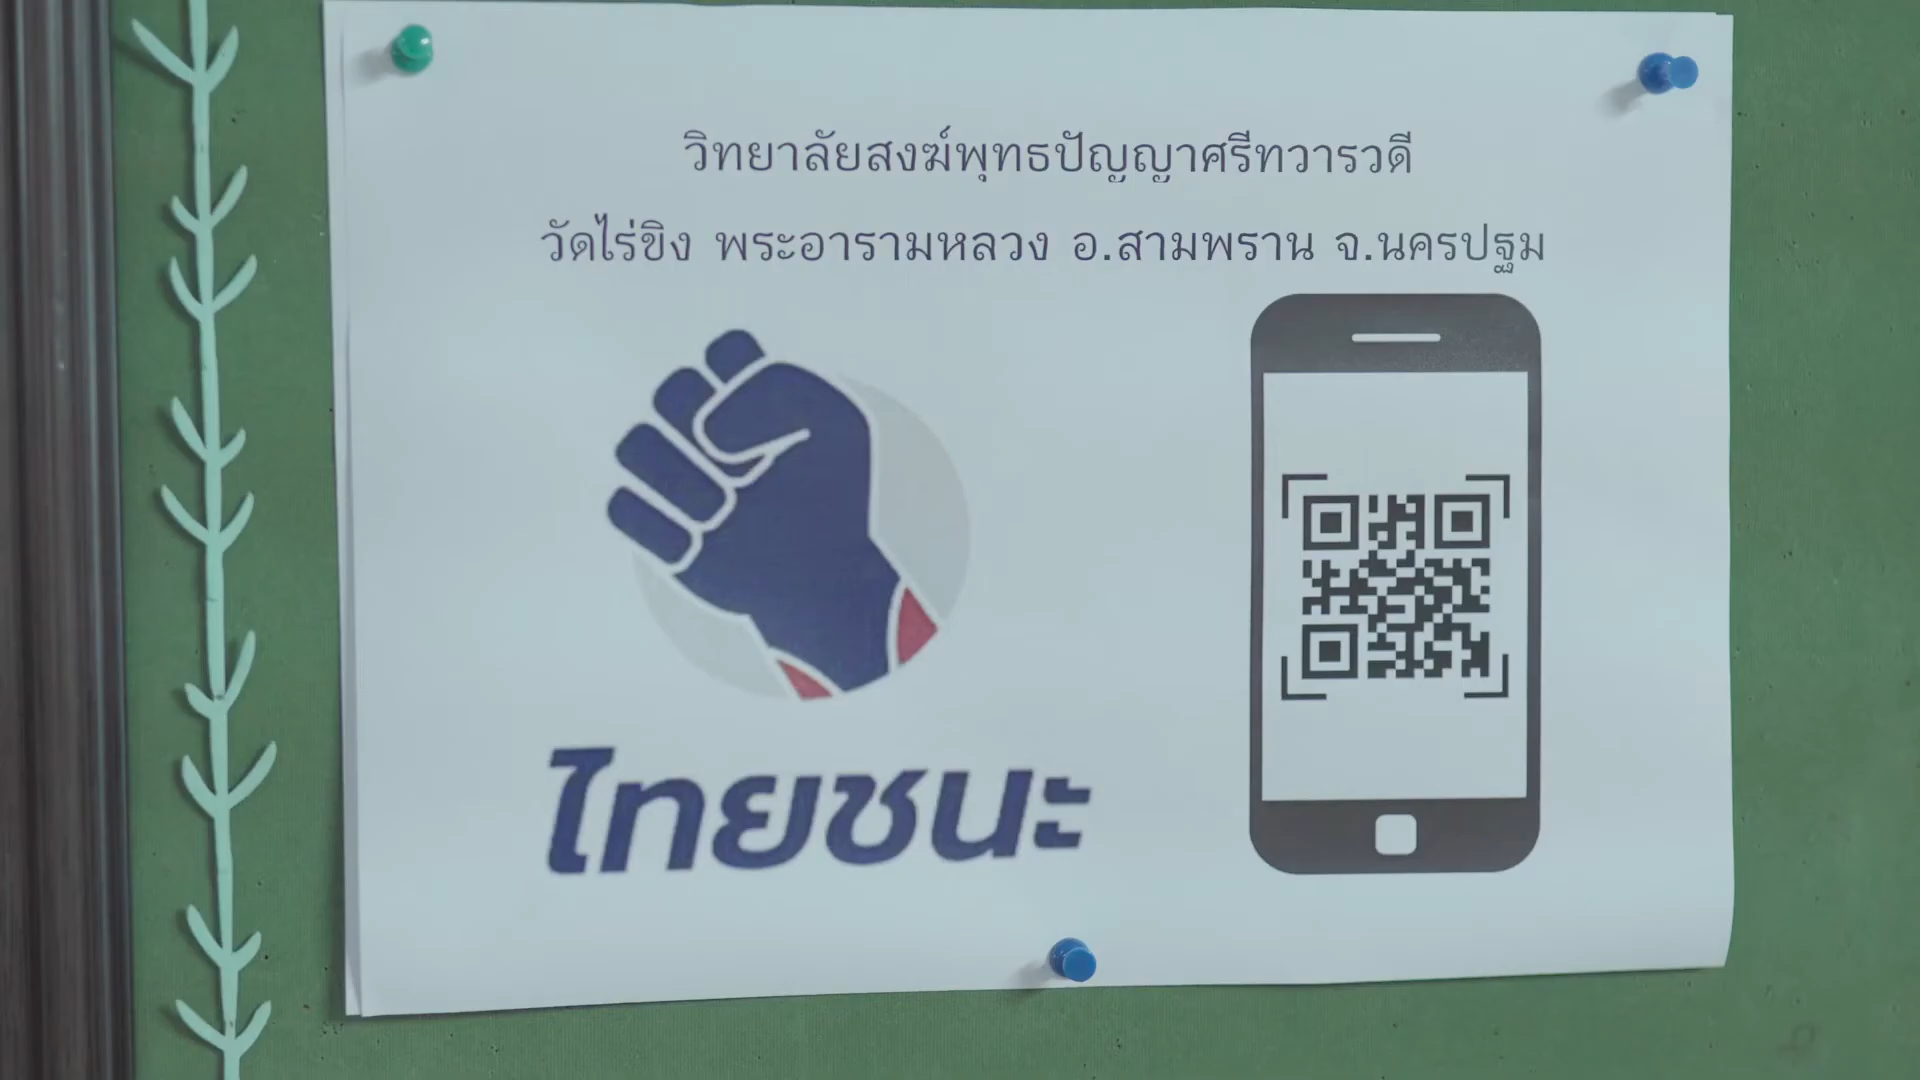 วิทยาลัยสงฆ์พุทธปัญญาศรีทวารวดี
วัดไร่ขิง พระอารามหลวง อ.สามพราน จ.นครปฐม
ไทยชนะ